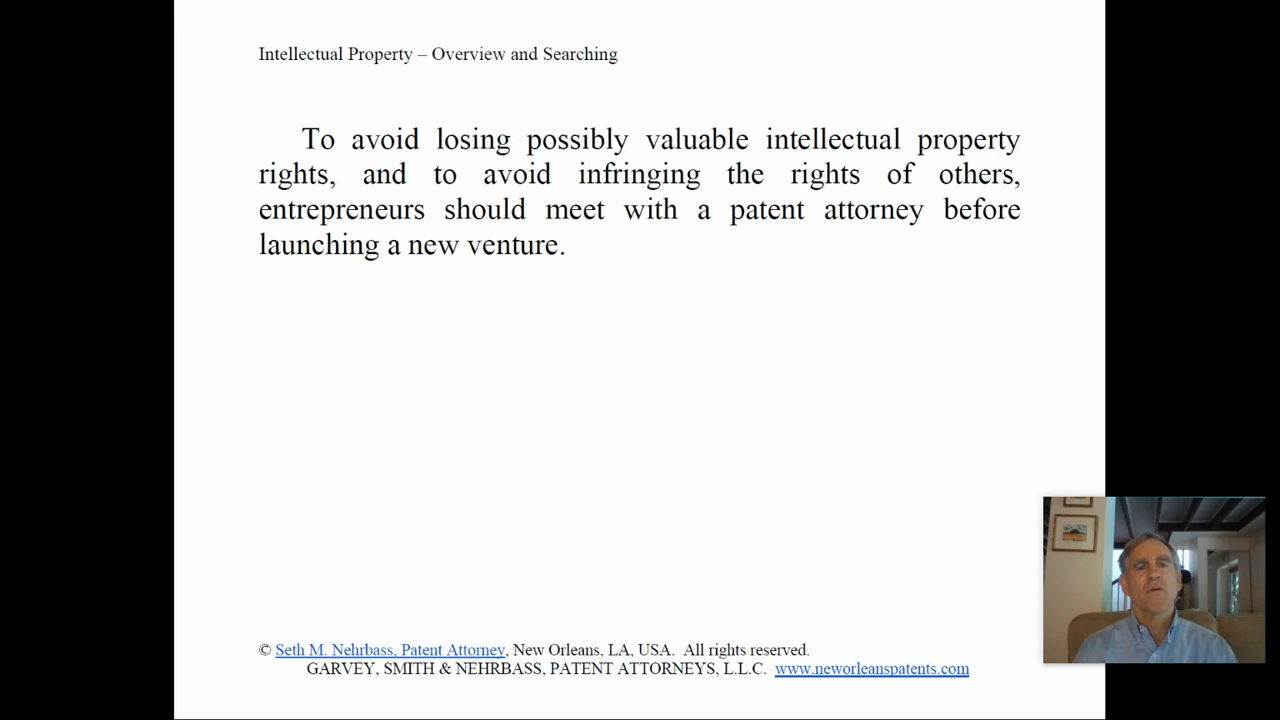 Intellectual Property – Overview and Searching
To avoid losing possibly valuable intellectual property
rights, and to avoid infringing the rights of others,
entrepreneurs should meet with a patent attorney before
launching a new venture.
© Seth M. Nehrbass, Patent Attorney, New Orleans, LA, USA. All rights reserved.
GARVEY, SMITH & NEHRBASS, PATENT ATTORNEYS, L.L.C. www.neworleanspatents.com